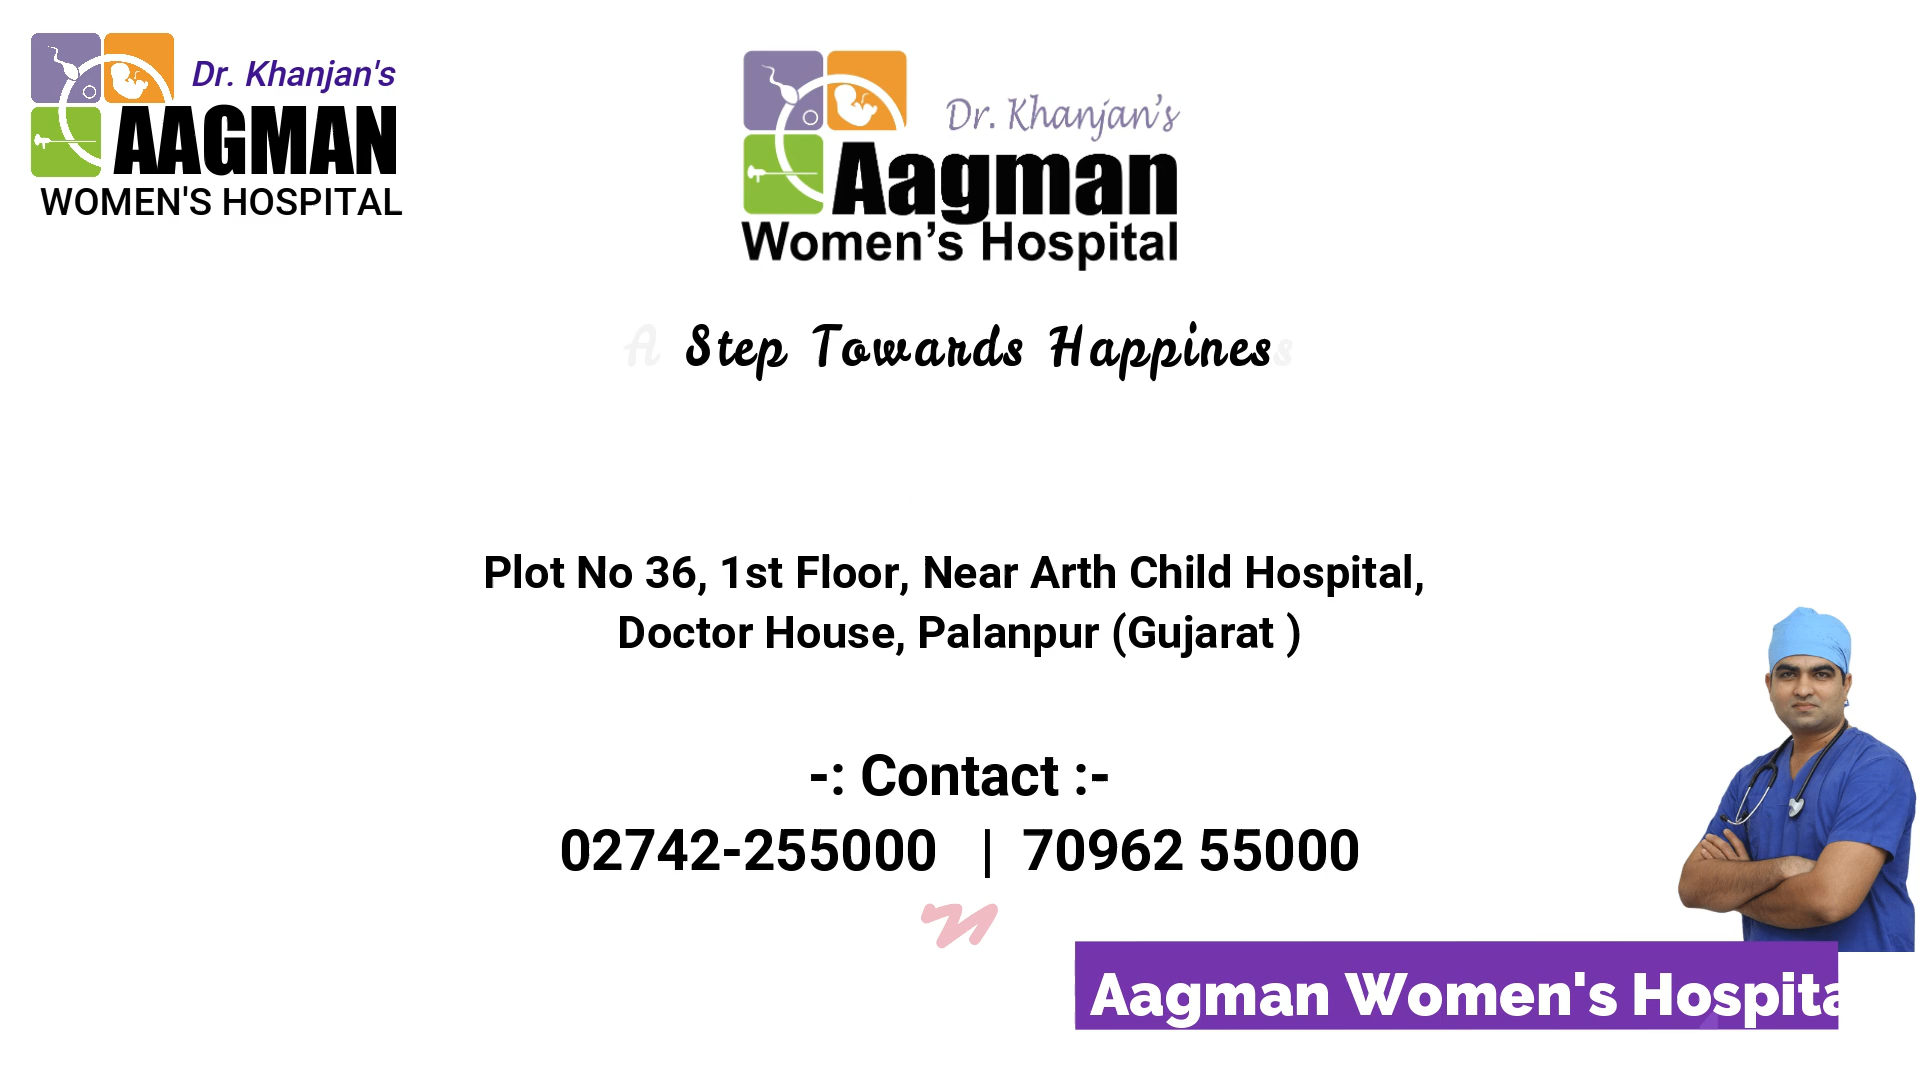 Dr. Khanjan's
AAGMAN
WOMEN'S HOSPITAL
Dr. Khanjan's
Aagman
Women's Hospital
A Step Towards Happiness
Plot No 36, 1st Floor, Near Arth Child Hospital,
Doctor House, Palanpur (Gujarat )
-: Contact :-
02742-255000 | 70962 55000
Aagman Women's Hospita